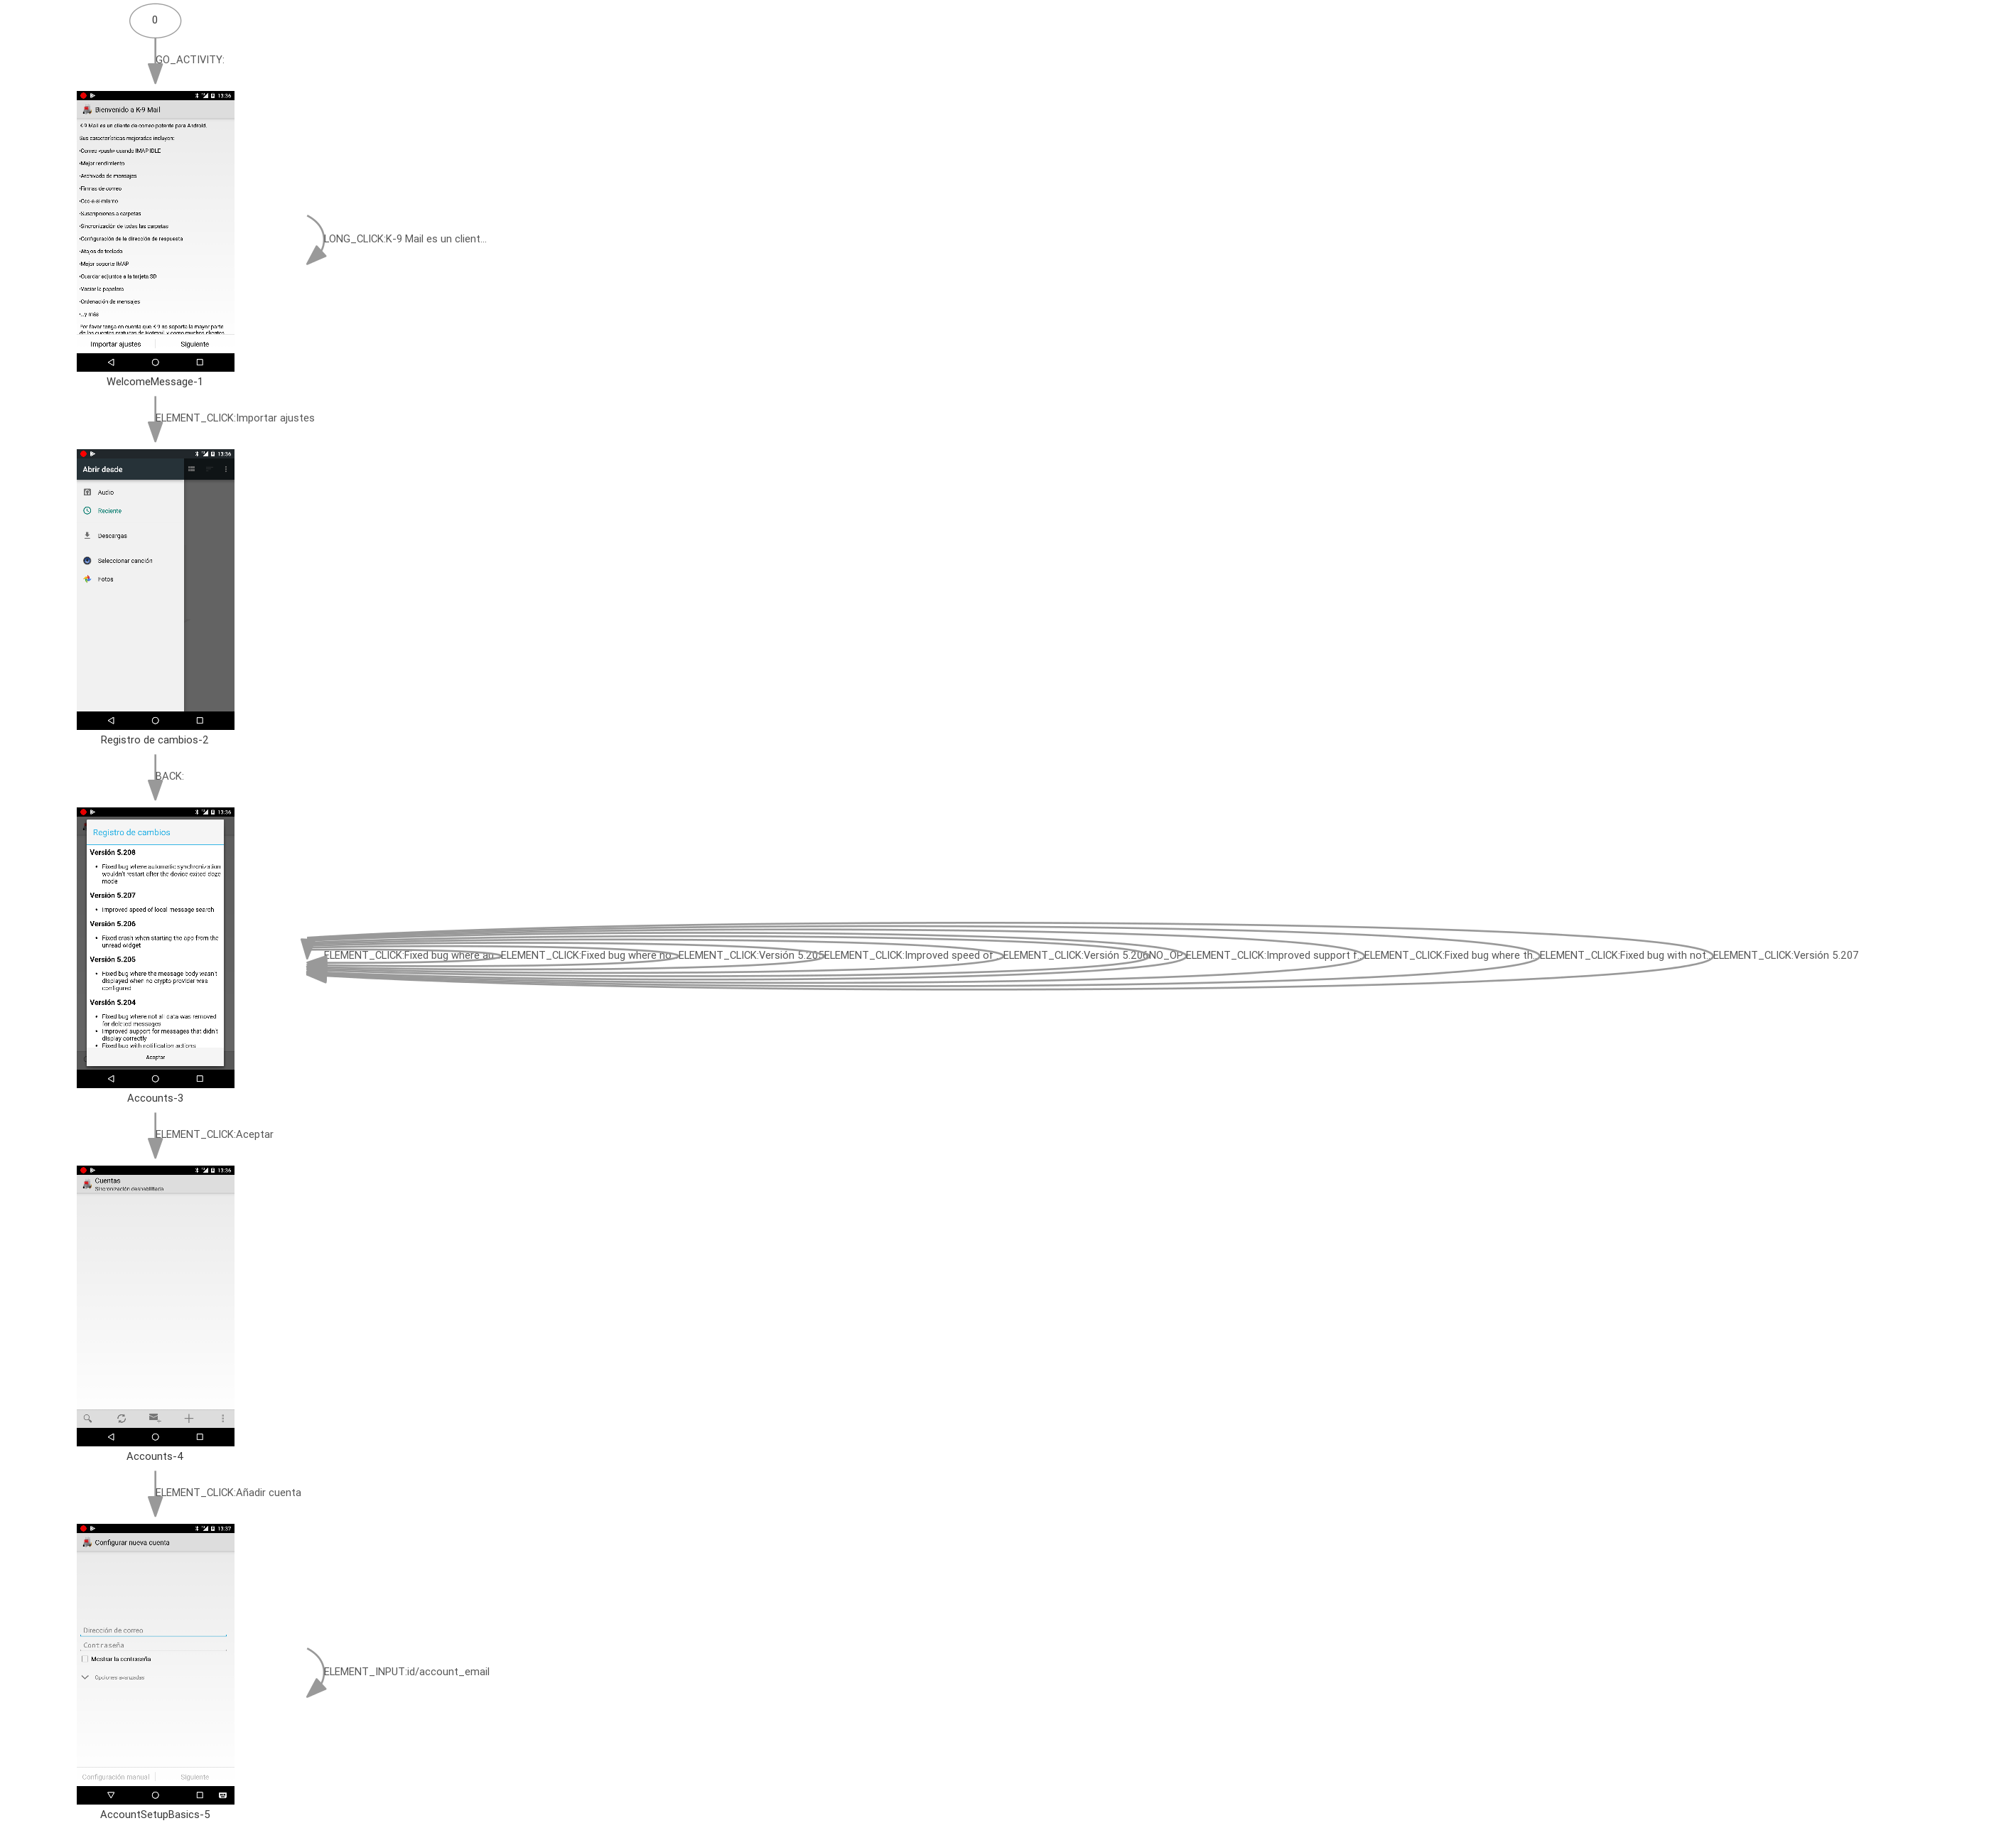 0
GO_ACTIVITY:
13:36
Bienvenido a K-9 Mail
K-9 Mail es un cliente de correo potente para Android.
Sus características mejoradas incluyen:
•Correo «push» usando IMAP IDLE
•Mejor rendimiento
•Archivado de mensajes
•Firmas de correo
•Cco-a-sí-mismo
•Suscripciones a carpetas
•Sincronización de todas las carpetas
•Configuración de la dirección de respuesta
•Atajos de teclado
•Mejor soporte IMAP
•Guardar adjuntos a la tarjeta SD
•Vaciar la papelera
•Ordenación de mensajes
•...y más
Por favor tenga en cuenta que K-9 no soporta la mayor parte
de las cuentas gratuitas de Hotmail y, como muchos clientes
Importar ajustes
Siguiente
WelcomeMessage-1
LONG_CLICK:K-9 Mail es un client...
ELEMENT_CLICK:Importar ajustes
13:36
Abrir desde
Audio
Reciente
Descargas
Seleccionar canción
Fotos
Registro de cambios-2
BACK:
13:36
Registro de cambios
Versión 5.208
• Fixed bug where automatic synchronization
wouldn't restart after the device exited doze
mode
Versión 5.207
• Improved speed of local message search
Versión 5.206
• Fixed crash when starting the app from the
unread widget
Versión 5.205
• Fixed bug where the message body wasn't
displayed when no crypto provider was
configured
Versión 5.204
• Fixed bug where not all data was removed
for deleted messages
• Improved support for messages that didn't
display correctly
• Fixed bug with notification actions
Aceptar
Accounts-3
ELEMENT_CLICK:Fixed bug where au
ELEMENT_CLICK:Fixed bug where no
ELEMENT_CLICK:Versión 5.205
ELEMENT_CLICK:Improved speed of
ELEMENT_CLICK:Versión 5.206
NO_OP
ELEMENT_CLICK:Improved support f
ELEMENT_CLICK:Fixed bug where th
ELEMENT_CLICK:Fixed bug with not
ELEMENT_CLICK:Versión 5.207
ELEMENT_CLICK:Aceptar
13:36
Cuentas
Sincronización deshabilitada
Accounts-4
ELEMENT_CLICK:Añadir cuenta
13:37
Configurar nueva cuenta
Dirección de correo
Contraseña
Mostrar la contraseña
Opciones avanzadas
Configuración manual
Siguiente
AccountSetupBasics-5
ELEMENT_INPUT:id/account_email